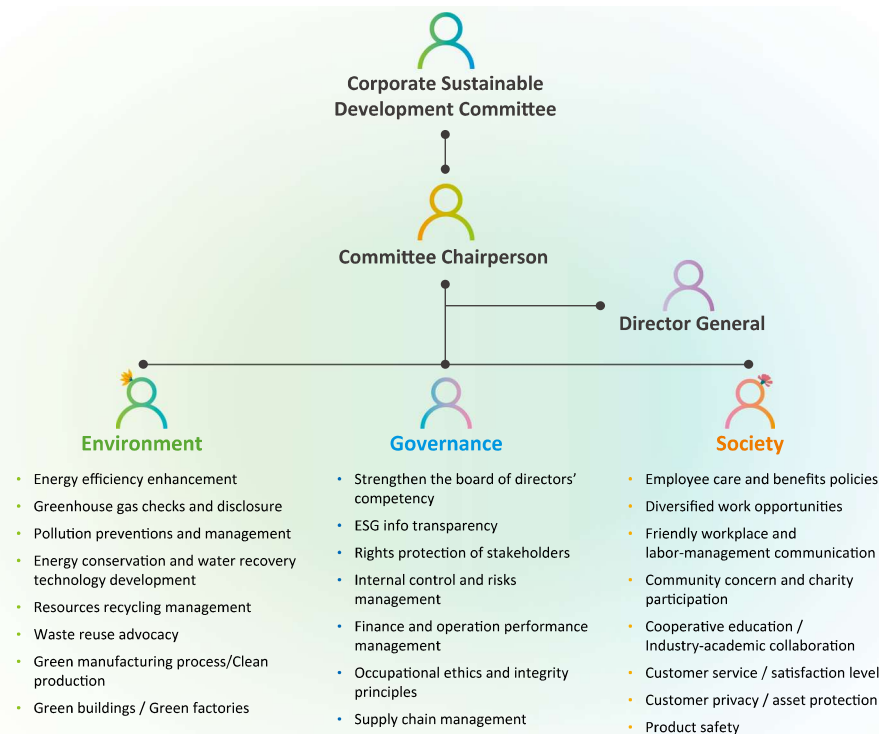 Corporate Sustainable
Development Committee
Committee Chairperson
Director General
Environment
Energy efficiency enhancement
Greenhouse gas checks and disclosure
Pollution preventions and management
Energy conservation and water recovery
technology development
Resources recycling management
Waste reuse advocacy
Green manufacturing process/Clean
production
Green buildings / Green factories
Governance
Strengthen the board of directors’
competency
ESG info transparency
Rights protection of stakeholders
Internal control and risks
management
Finance and operation performance
management
Occupational ethics and integrity
principles
Supply chain management
Society
Employee care and benefits policies
Diversified work opportunities
Friendly workplace and
labor-management communication
Community concern and charity
participation
Cooperative education /
Industry-academic collaboration
Customer service / satisfaction level
Customer privacy / asset protection
Product safety